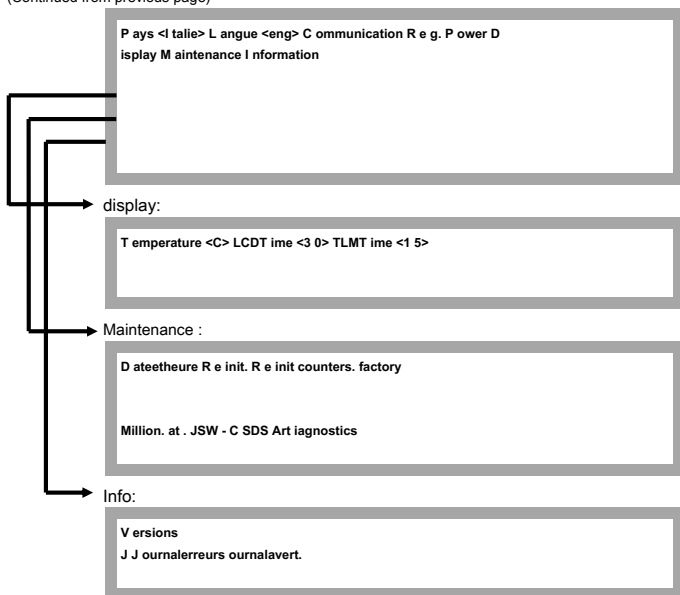 (Continued from previous page)
P ays <I talie> L angue <eng> C ommunication R e g. P ower D
isplay M aintenance I nformation
display:
T emperature <C> LCDT ime <3 0> TLMT ime <1 5>
Maintenance :
D ateetheure R e init. R e init counters. factory
Million. at . JSW - C SDS Art iagnostics
Info:
V ersions
J J ournalerreurs ournalavert.